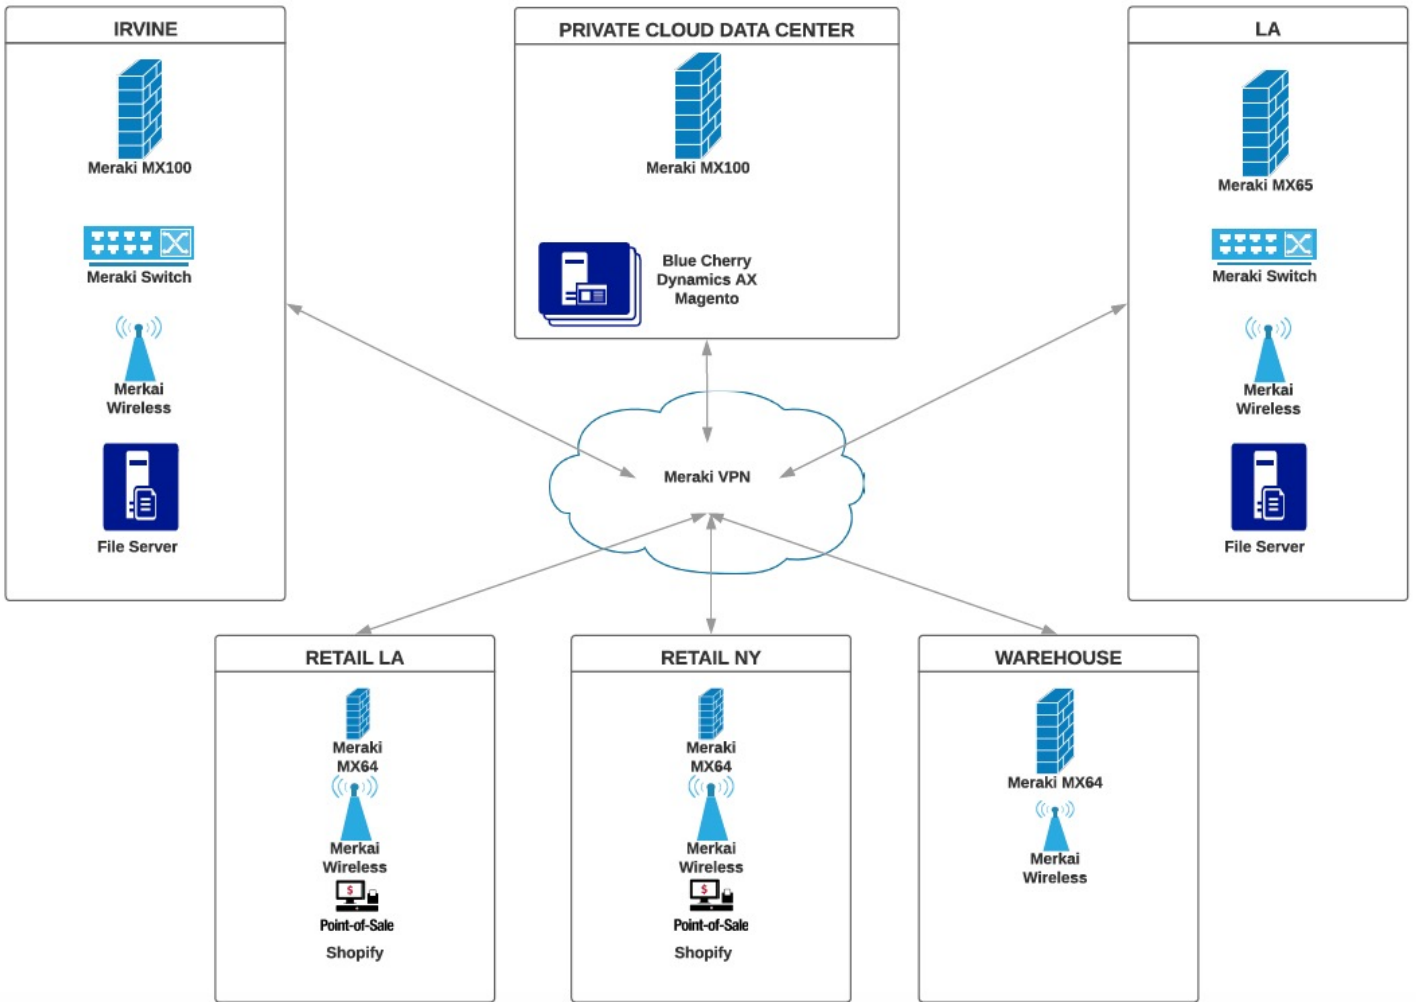 IRVINE
Meraki MX100
Meraki Switch
Merkai
Wireless
File Server
PRIVATE CLOUD DATA CENTER
Meraki MX100
Blue Cherry
Dynamics AX
Magento
LA
Meraki MX65
Meraki Switch
Merkai
Wireless
File Server
Meraki VPN
RETAIL LA
Meraki
MX64
Merkai
Wireless
$
Point-of-Sale
Shopify
RETAIL NY
Meraki
MX64
Merkai
Wireless
$
Point-of-Sale
Shopify
WAREHOUSE
Meraki MX64
Merkai
Wireless